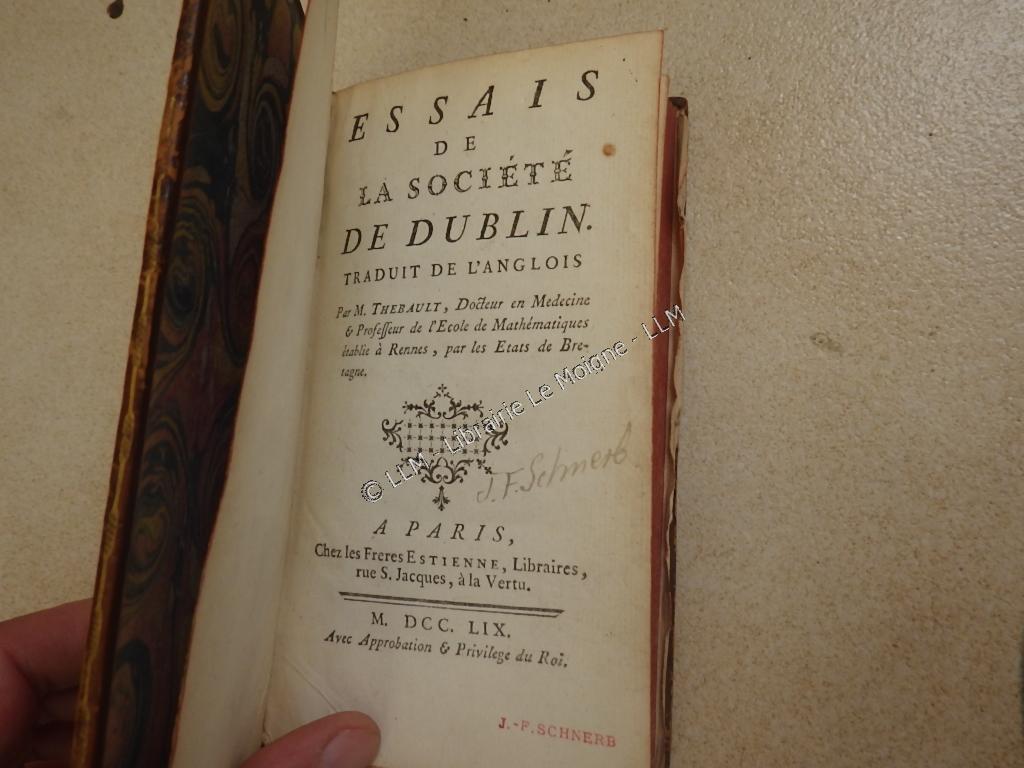 ESSAIS
DE
LA SOCIÉTÉ
DE DUBLIN.
TRADUIT DE L'ANGLOIS
Par M. THEBAULT, Docteur en Medecine
& Professeur de l'Ecole de Mathématiques
établie à Rennes, par les Etats de Bre-
tagne.
© LLM - Librairie Le Moigne - LLM
J. F. Schnerb
A PARIS,
Chez les Freres ESTIENNE, Libraires,
rue S. Jacques, à la Vertu.
M. DCC. LIX.
Avec Approbation & Privilege du Roi.
J.-F. SCHNERB